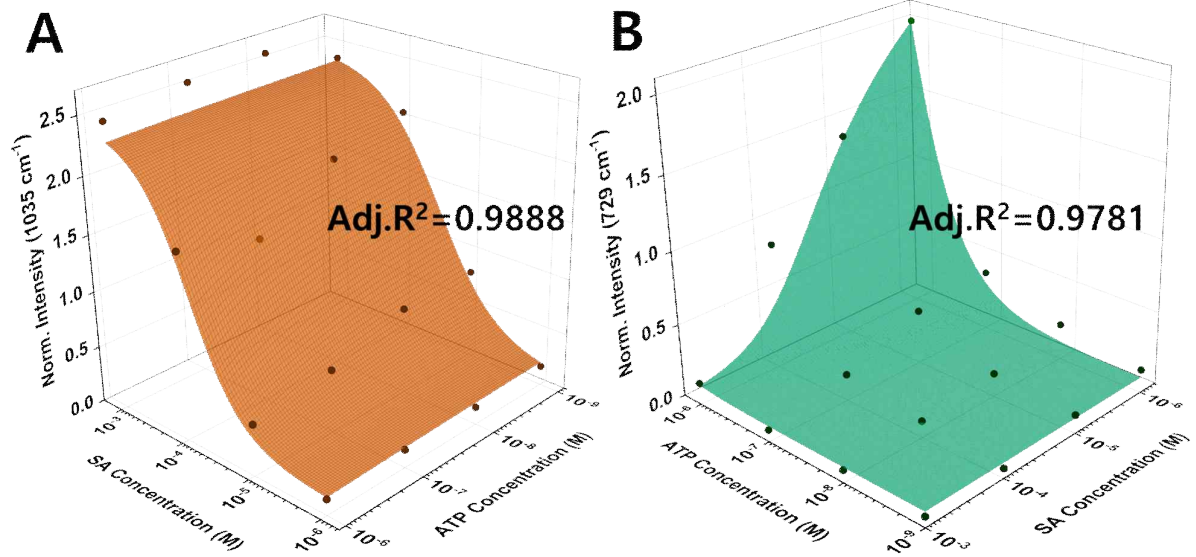 A
Norm. Intensity (1035 cm⁻¹)
2.5
2.0
1.5
1.0
0.5
0.0
Adj.R²=0.9888
10⁻³
10⁻⁴
10⁻⁵
10⁻⁶
SA Concentration (M)
10⁻⁶
10⁻⁷
10⁻⁸
10⁻⁹
ATP Concentration (M)
B
Norm. Intensity (729 cm⁻¹)
2.0
1.5
1.0
0.5
0.0
Adj.R²=0.9781
10⁻⁶
10⁻⁷
10⁻⁸
10⁻⁹
ATP Concentration (M)
10⁻³
10⁻⁴
10⁻⁵
10⁻⁶
SA Concentration (M)